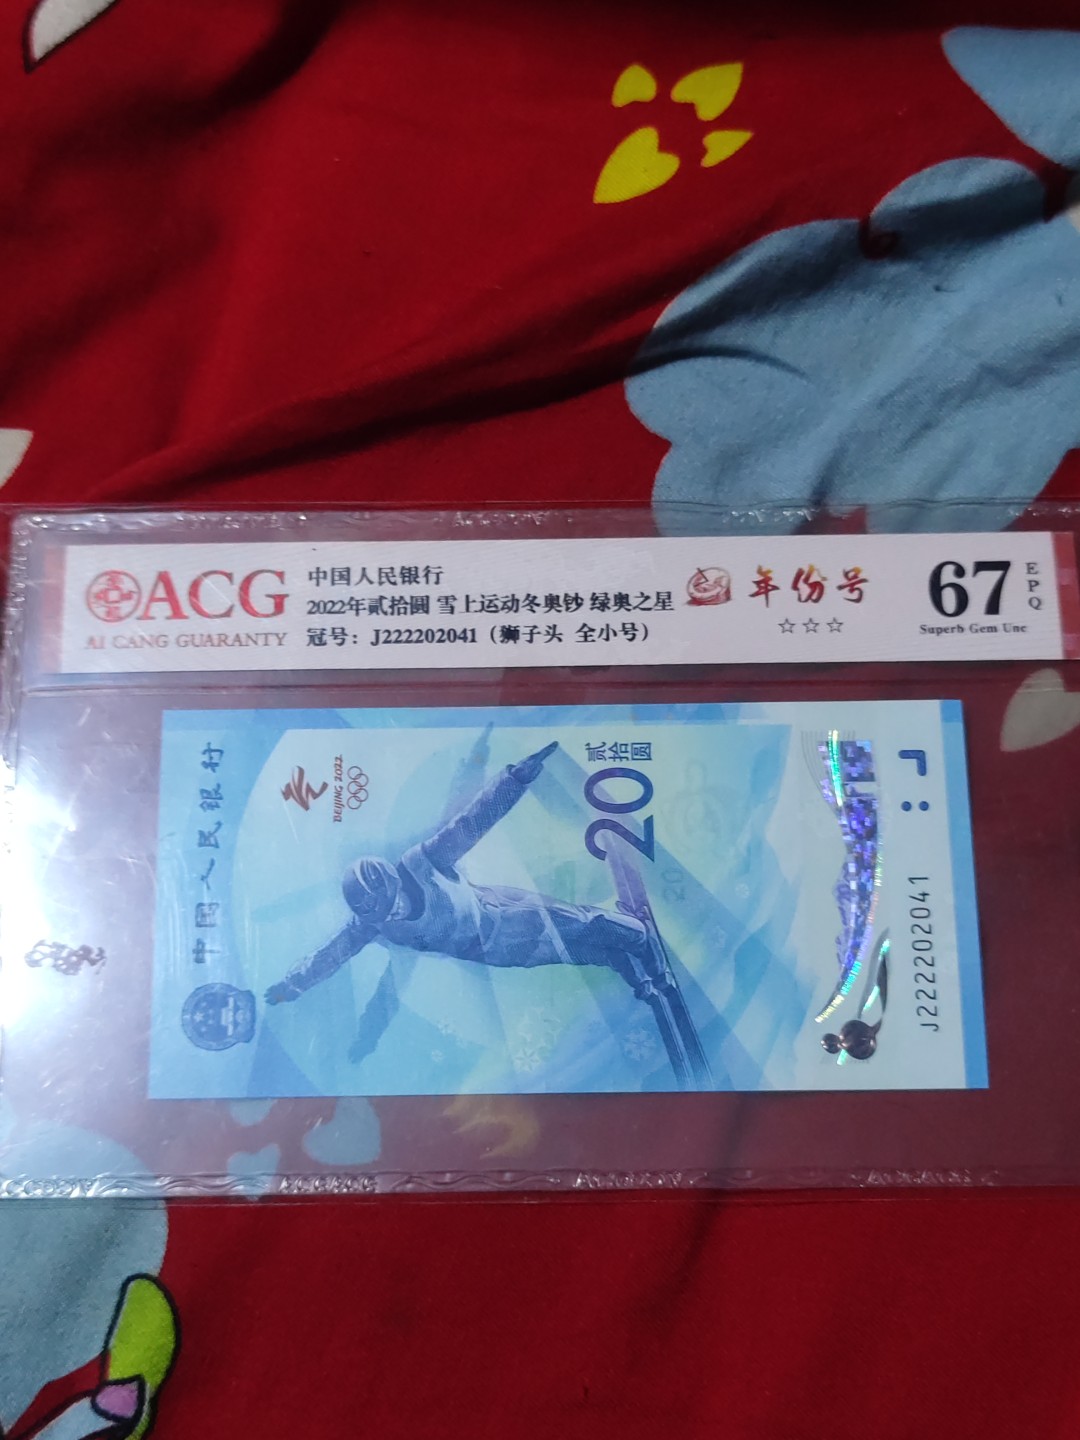 ACG
AI CANG GUARANTY
中国人民银行
2022年贰拾圆 雪上运动冬奥钞 绿奥之星
冠号：J222202041（狮子头 全小号）
年份号
☆☆☆
67
EPQ
Superb Gem Unc
中国人民银行
BEIJING 2022
贰拾圆
20
20
J222202041